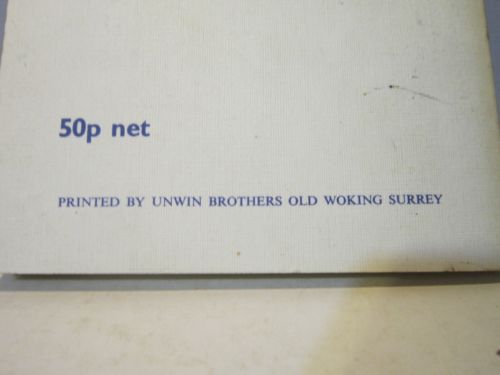 50p net
PRINTED BY UNWIN BROTHERS OLD WOKING SURREY